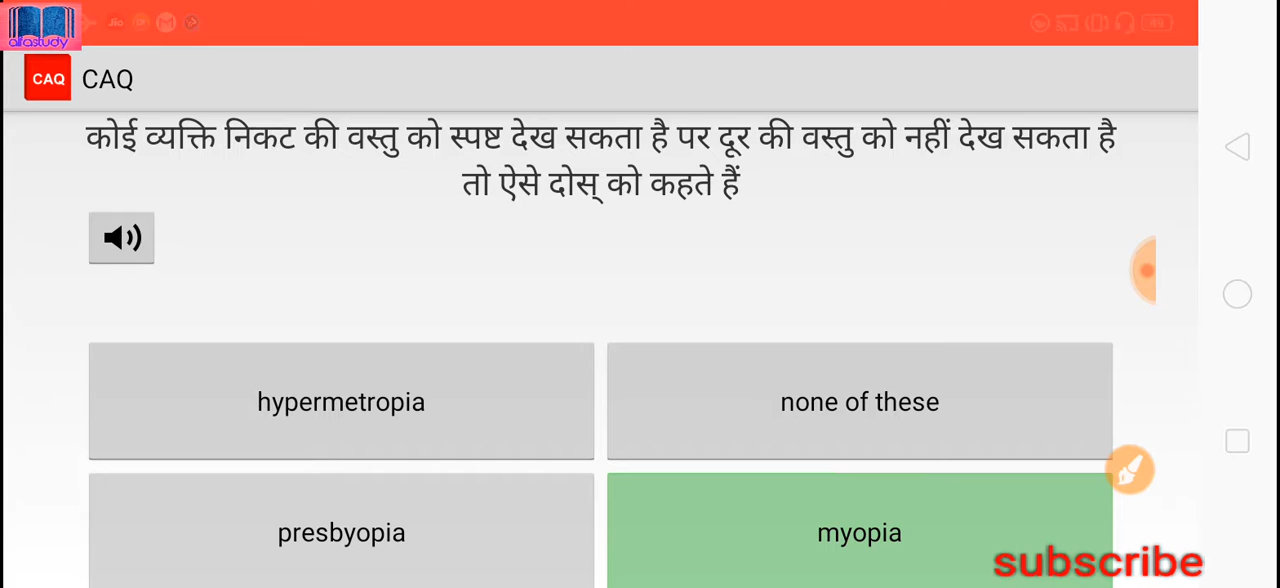 alfastudy
Jio
CAQ CAQ
कोई व्यक्ति निकट की वस्तु को स्पष्ट देख सकता है पर दूर की वस्तु को नहीं देख सकता है
तो ऐसे दोस् को कहते हैं
hypermetropia
none of these
presbyopia
myopia
subscribe